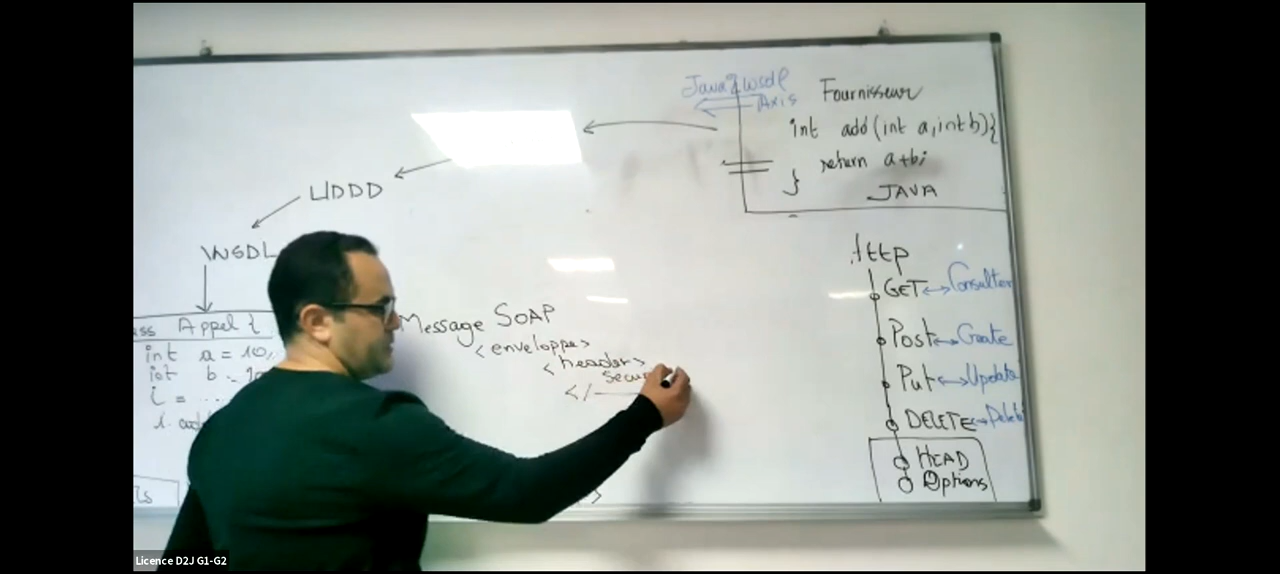 Java2Wsdl
Axis
Fournisseur
int add(int a, int b){
return a+b;
}
JAVA
UDDD
WSDL
Appel {
int a = 10,
int b =
i = ....
Message SOAP
<enveloppe>
<header>
secu
</
Http
GET ↔ Consulter
Post ↔ Create
Put ↔ Update
DELETE ↔ Delete
HEAD
Options
Licence D2J G1-G2